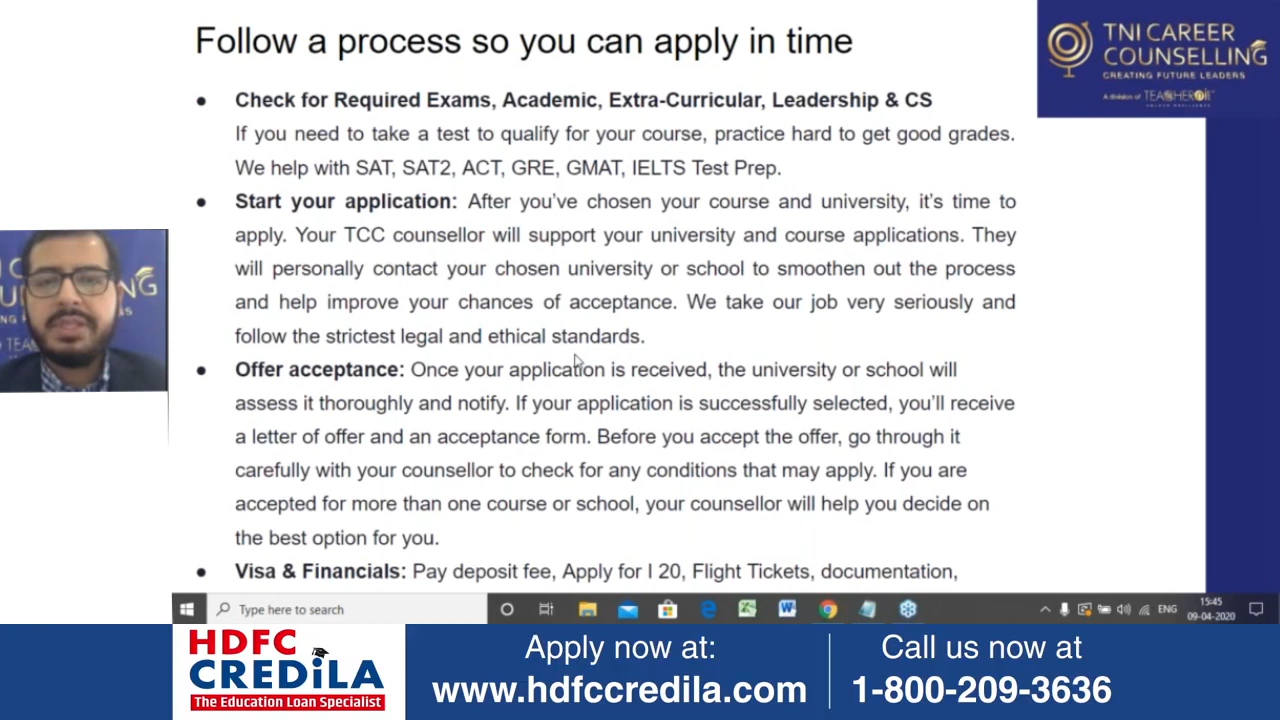 Follow a process so you can apply in time
TNI CAREER
COUNSELLING
CREATING FUTURE LEADERS
A division of
● Check for Required Exams, Academic, Extra-Curricular, Leadership & CS
If you need to take a test to qualify for your course, practice hard to get good grades.
We help with SAT, SAT2, ACT, GRE, GMAT, IELTS Test Prep.
● Start your application: After you've chosen your course and university, it's time to
apply. Your TCC counsellor will support your university and course applications. They
will personally contact your chosen university or school to smoothen out the process
and help improve your chances of acceptance. We take our job very seriously and
follow the strictest legal and ethical standards.
● Offer acceptance: Once your application is received, the university or school will
assess it thoroughly and notify. If your application is successfully selected, you'll receive
a letter of offer and an acceptance form. Before you accept the offer, go through it
carefully with your counsellor to check for any conditions that may apply. If you are
accepted for more than one course or school, your counsellor will help you decide on
the best option for you.
● Visa & Financials: Pay deposit fee, Apply for I 20, Flight Tickets, documentation,
Type here to search
ENG
15:45
09-04-2020
HDFC
CREDiLA
The Education Loan Specialist
Apply now at:
www.hdfccredila.com
Call us now at
1-800-209-3636